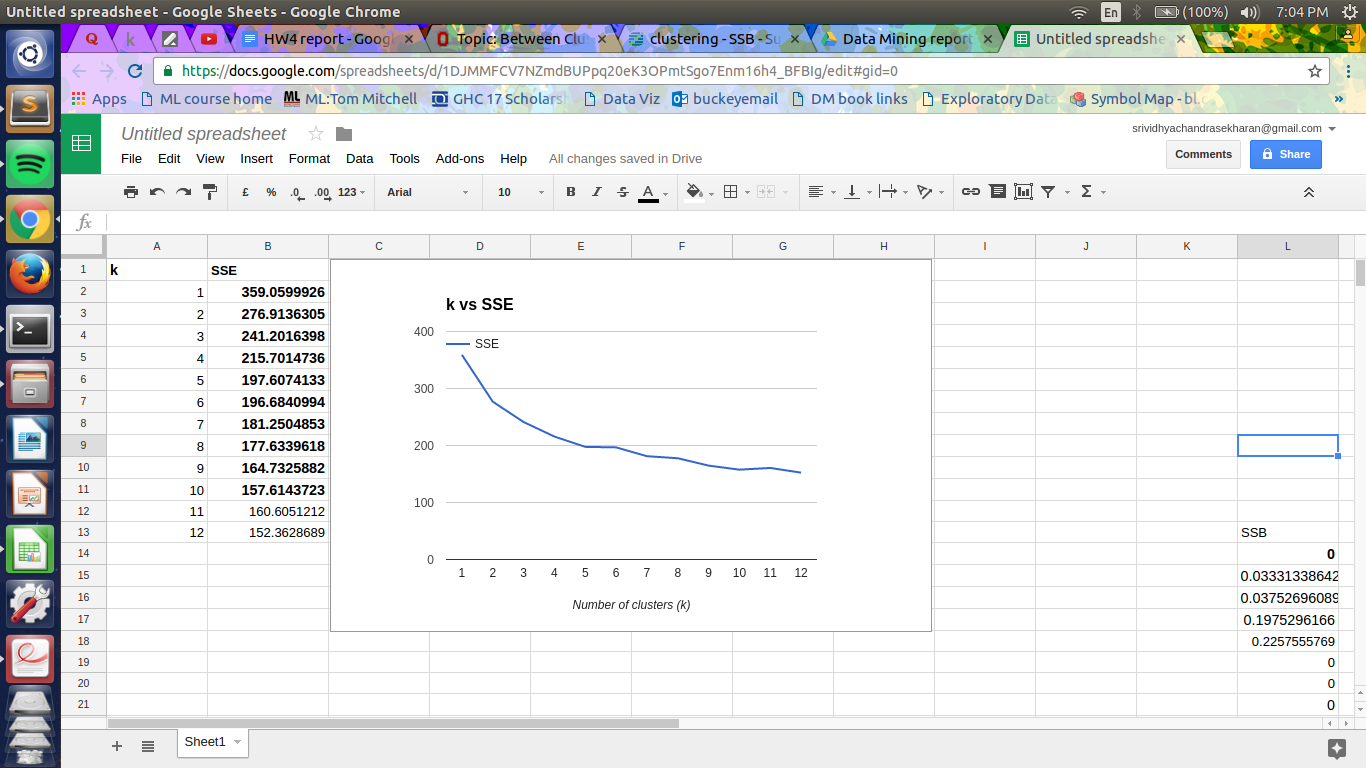 Untitled spreadsheet - Google Sheets - Google Chrome
En (100%) 7:04 PM
HW4 report - Goog Topic: Between Clu clustering - SSB - Su Data Mining report Untitled spreadshe
https://docs.google.com/spreadsheets/d/1DJMMFCV7NZmdBUPpq20eK3OPmtSgo7Enm16h4_BFBIg/edit#gid=0
Apps ML course home ML ML:Tom Mitchell GHC 17 Scholars DM Data Viz buckeyemail DM book links Exploratory Data Symbol Map - bl.
Untitled spreadsheet
srividhyachandrasekharan@gmail.com
File Edit View Insert Format Data Tools Add-ons Help All changes saved in Drive
Comments Share
£ % .0 .00 123 Arial 10 B I S A Σ
fx
A B C D E F G H I J K L
1 k SSE
2 1 359.0599926
3 2 276.9136305
4 3 241.2016398
5 4 215.7014736
6 5 197.6074133
7 6 196.6840994
8 7 181.2504853
9 8 177.6339618
10 9 164.7325882
11 10 157.6143723
12 11 160.6051212
13 12 152.3628689 SSB
14 0
15 0.03331338642
16 0.03752696089
17 0.1975296166
18 0.2257555769
19 0
20 0
21 0
k vs SSE
400
SSE
300
200
100
0
1 2 3 4 5 6 7 8 9 10 11 12
Number of clusters (k)
Sheet1